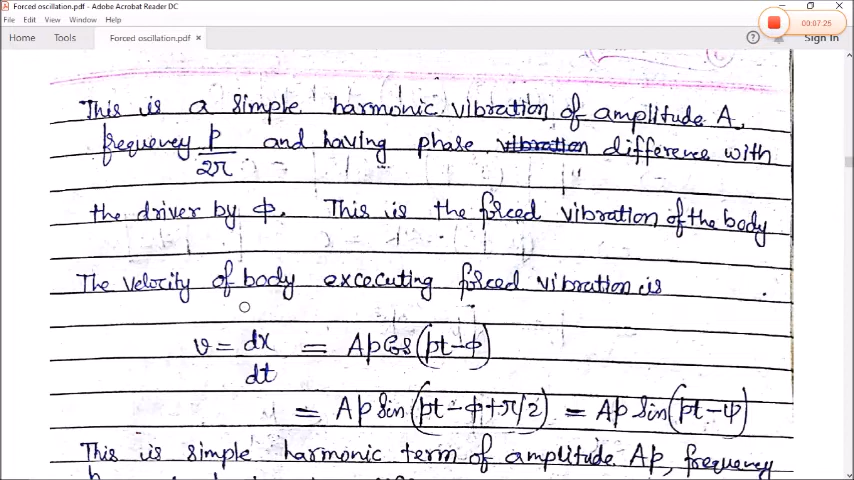 Forced oscillation.pdf - Adobe Acrobat Reader DC
File Edit View Window Help
Home Tools Forced oscillation.pdf ×
00:07:25
Sign In
This is a simple harmonic vibration of amplitude A,
frequency p/2π and having phase vibration difference with
the driver by φ. This is the forced vibration of the body
The velocity of body excecuting forced vibration is
v = dx/dt = Ap Cos (pt-φ)
= Ap Sin (pt-φ+π/2) = Ap Sin (pt-ψ)
This is simple harmonic term of amplitude Ap, frequency